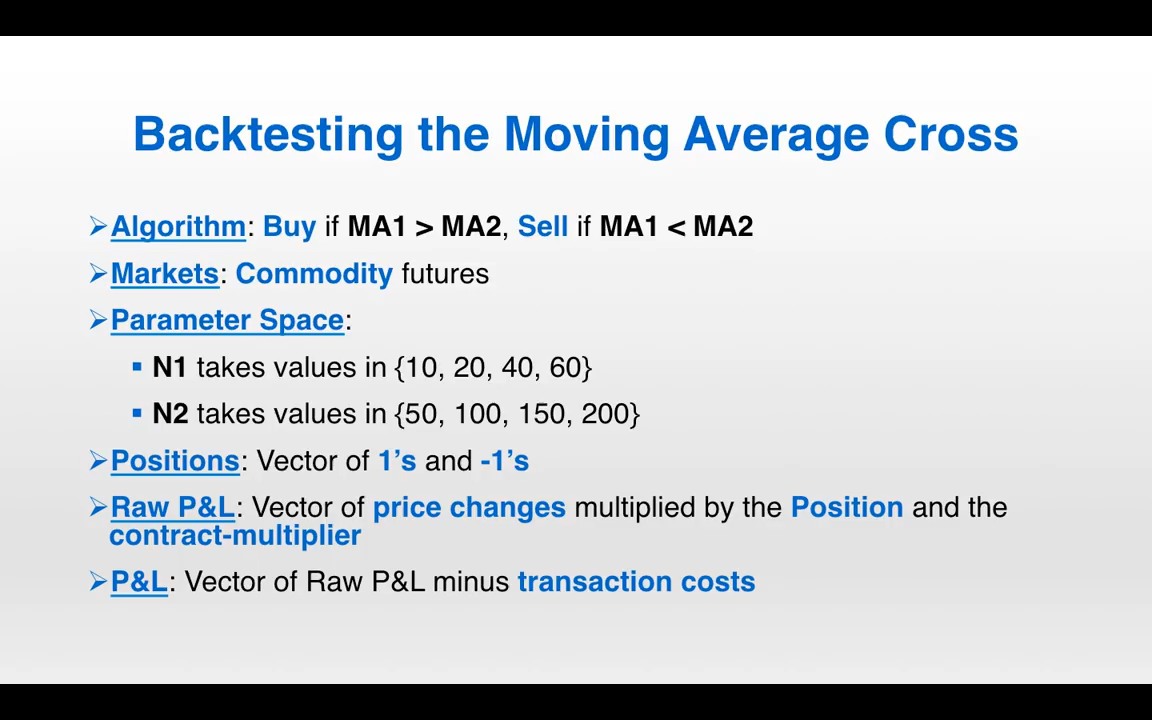 Backtesting the Moving Average Cross
➢Algorithm: Buy if MA1 > MA2, Sell if MA1 < MA2
➢Markets: Commodity futures
➢Parameter Space:
▪ N1 takes values in {10, 20, 40, 60}
▪ N2 takes values in {50, 100, 150, 200}
➢Positions: Vector of 1’s and -1’s
➢Raw P&L: Vector of price changes multiplied by the Position and the
contract-multiplier
➢P&L: Vector of Raw P&L minus transaction costs